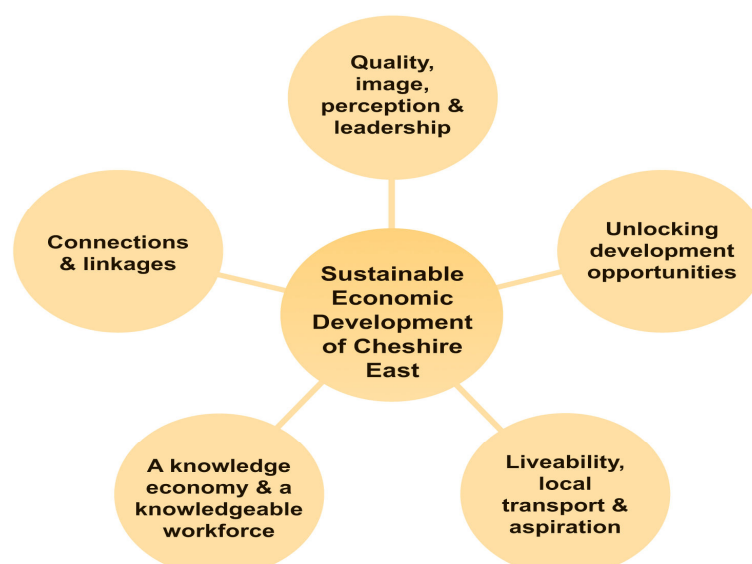 Quality,
image,
perception &
leadership
Connections
& linkages
Unlocking
development
opportunities
Sustainable
Economic
Development
of Cheshire
East
A knowledge
economy & a
knowledgeable
workforce
Liveability,
local
transport &
aspiration